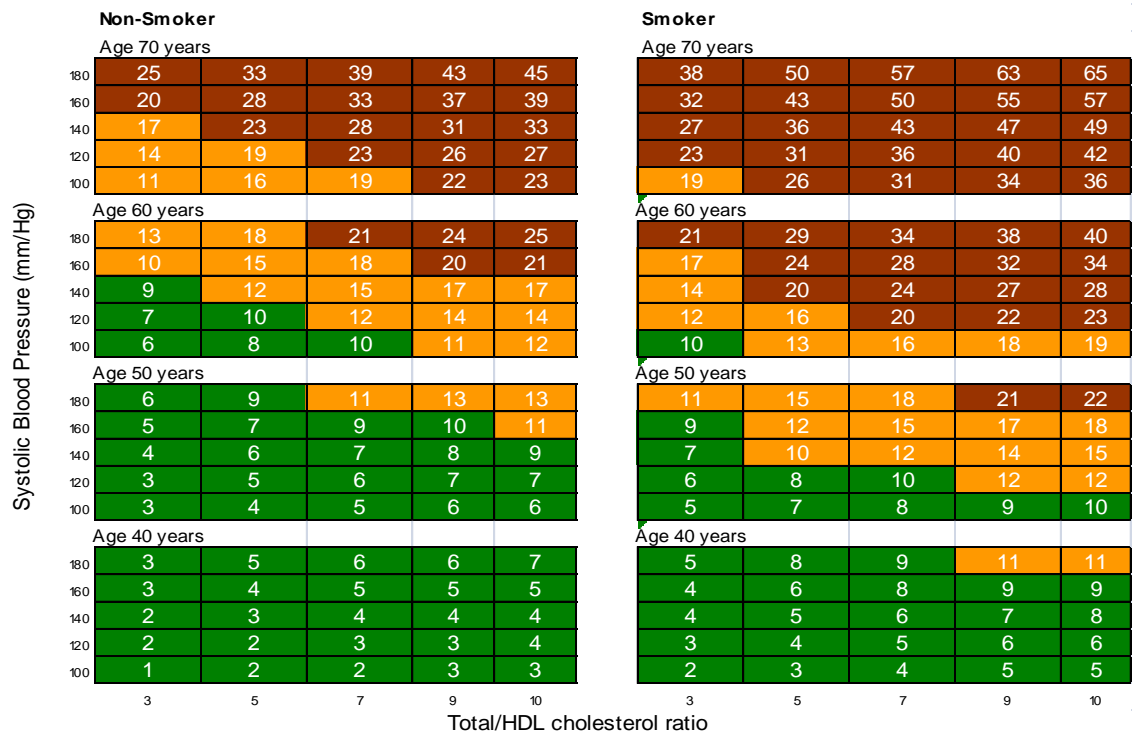 Non-Smoker Smoker
Age 70 years Age 70 years
180 25 33 39 43 45 38 50 57 63 65
160 20 28 33 37 39 32 43 50 55 57
140 17 23 28 31 33 27 36 43 47 49
120 14 19 23 26 27 23 31 36 40 42
100 11 16 19 22 23 19 26 31 34 36
Age 60 years Age 60 years
180 13 18 21 24 25 21 29 34 38 40
160 10 15 18 20 21 17 24 28 32 34
140 9 12 15 17 17 14 20 24 27 28
120 7 10 12 14 14 12 16 20 22 23
100 6 8 10 11 12 10 13 16 18 19
Age 50 years Age 50 years
180 6 9 11 13 13 11 15 18 21 22
160 5 7 9 10 11 9 12 15 17 18
140 4 6 7 8 9 7 10 12 14 15
120 3 5 6 7 7 6 8 10 12 12
100 3 4 5 6 6 5 7 8 9 10
Age 40 years Age 40 years
180 3 5 6 6 7 5 8 9 11 11
160 3 4 5 5 5 4 6 8 9 9
140 2 3 4 4 4 4 5 6 7 8
120 2 2 3 3 4 3 4 5 6 6
100 1 2 2 3 3 2 3 4 5 5
3 5 7 9 10 3 5 7 9 10
Total/HDL cholesterol ratio
Systolic Blood Pressure (mm/Hg)